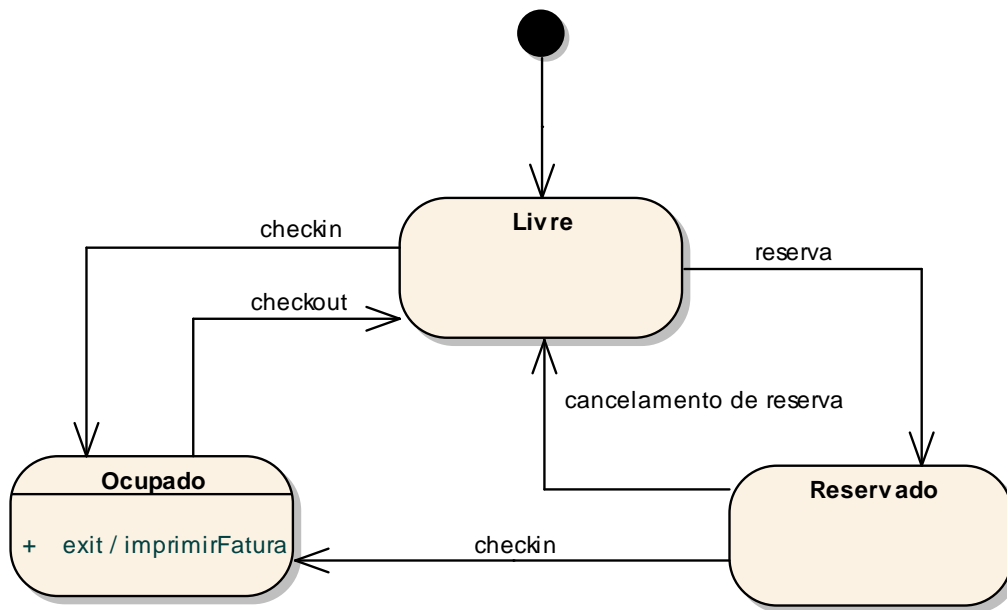 Livre
checkin
reserva
checkout
cancelamento de reserva
Ocupado
+ exit / imprimirFatura
Reservado
checkin